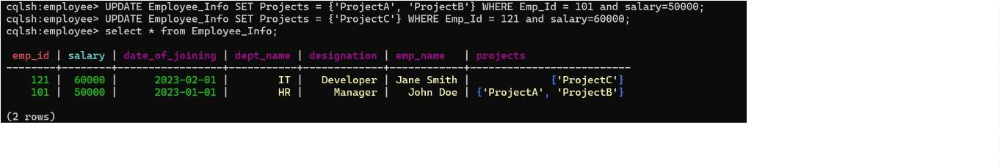 cqlsh:employee> UPDATE Employee_Info SET Projects = {'ProjectA', 'ProjectB'} WHERE Emp_Id = 101 and salary=50000;
cqlsh:employee> UPDATE Employee_Info SET Projects = {'ProjectC'} WHERE Emp_Id = 121 and salary=60000;
cqlsh:employee> select * from Employee_Info;
emp_id | salary | date_of_joining | dept_name | designation | emp_name | projects
--------+--------+-----------------+-----------+-------------+------------+--------------------------
121 | 60000 | 2023-02-01 | IT | Developer | Jane Smith | {'ProjectC'}
101 | 50000 | 2023-01-01 | HR | Manager | John Doe | {'ProjectA', 'ProjectB'}
(2 rows)